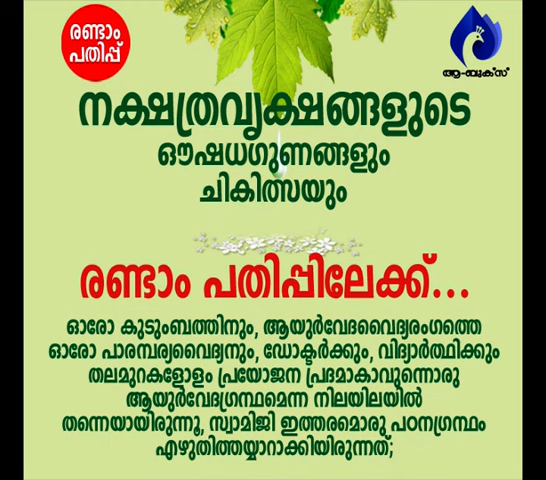 രണ്ടാം
പതിപ്പ്
ആ-ബുക്സ്
നക്ഷത്രവൃക്ഷങ്ങളുടെ
ഔഷധഗുണങ്ങളും
ചികിത്സയും
രണ്ടാം പതിപ്പിലേക്ക്...
ഓരോ കുടുംബത്തിനും, ആയുർവേദവൈദ്യരംഗത്തെ
ഓരോ പാരമ്പര്യവൈദ്യനും, ഡോക്ടർക്കും, വിദ്യാർത്ഥിക്കും
തലമുറകളോളം പ്രയോജന പ്രദമാകാവുന്നൊരു
ആയുർവേദഗ്രന്ഥമെന്ന നിലയിലയിൽ
തന്നെയായിരുന്നൂ, സ്വാമിജി ഇത്തരമൊരു പഠനഗ്രന്ഥം
എഴുതിത്തയ്യാറാക്കിയിരുന്നത്;